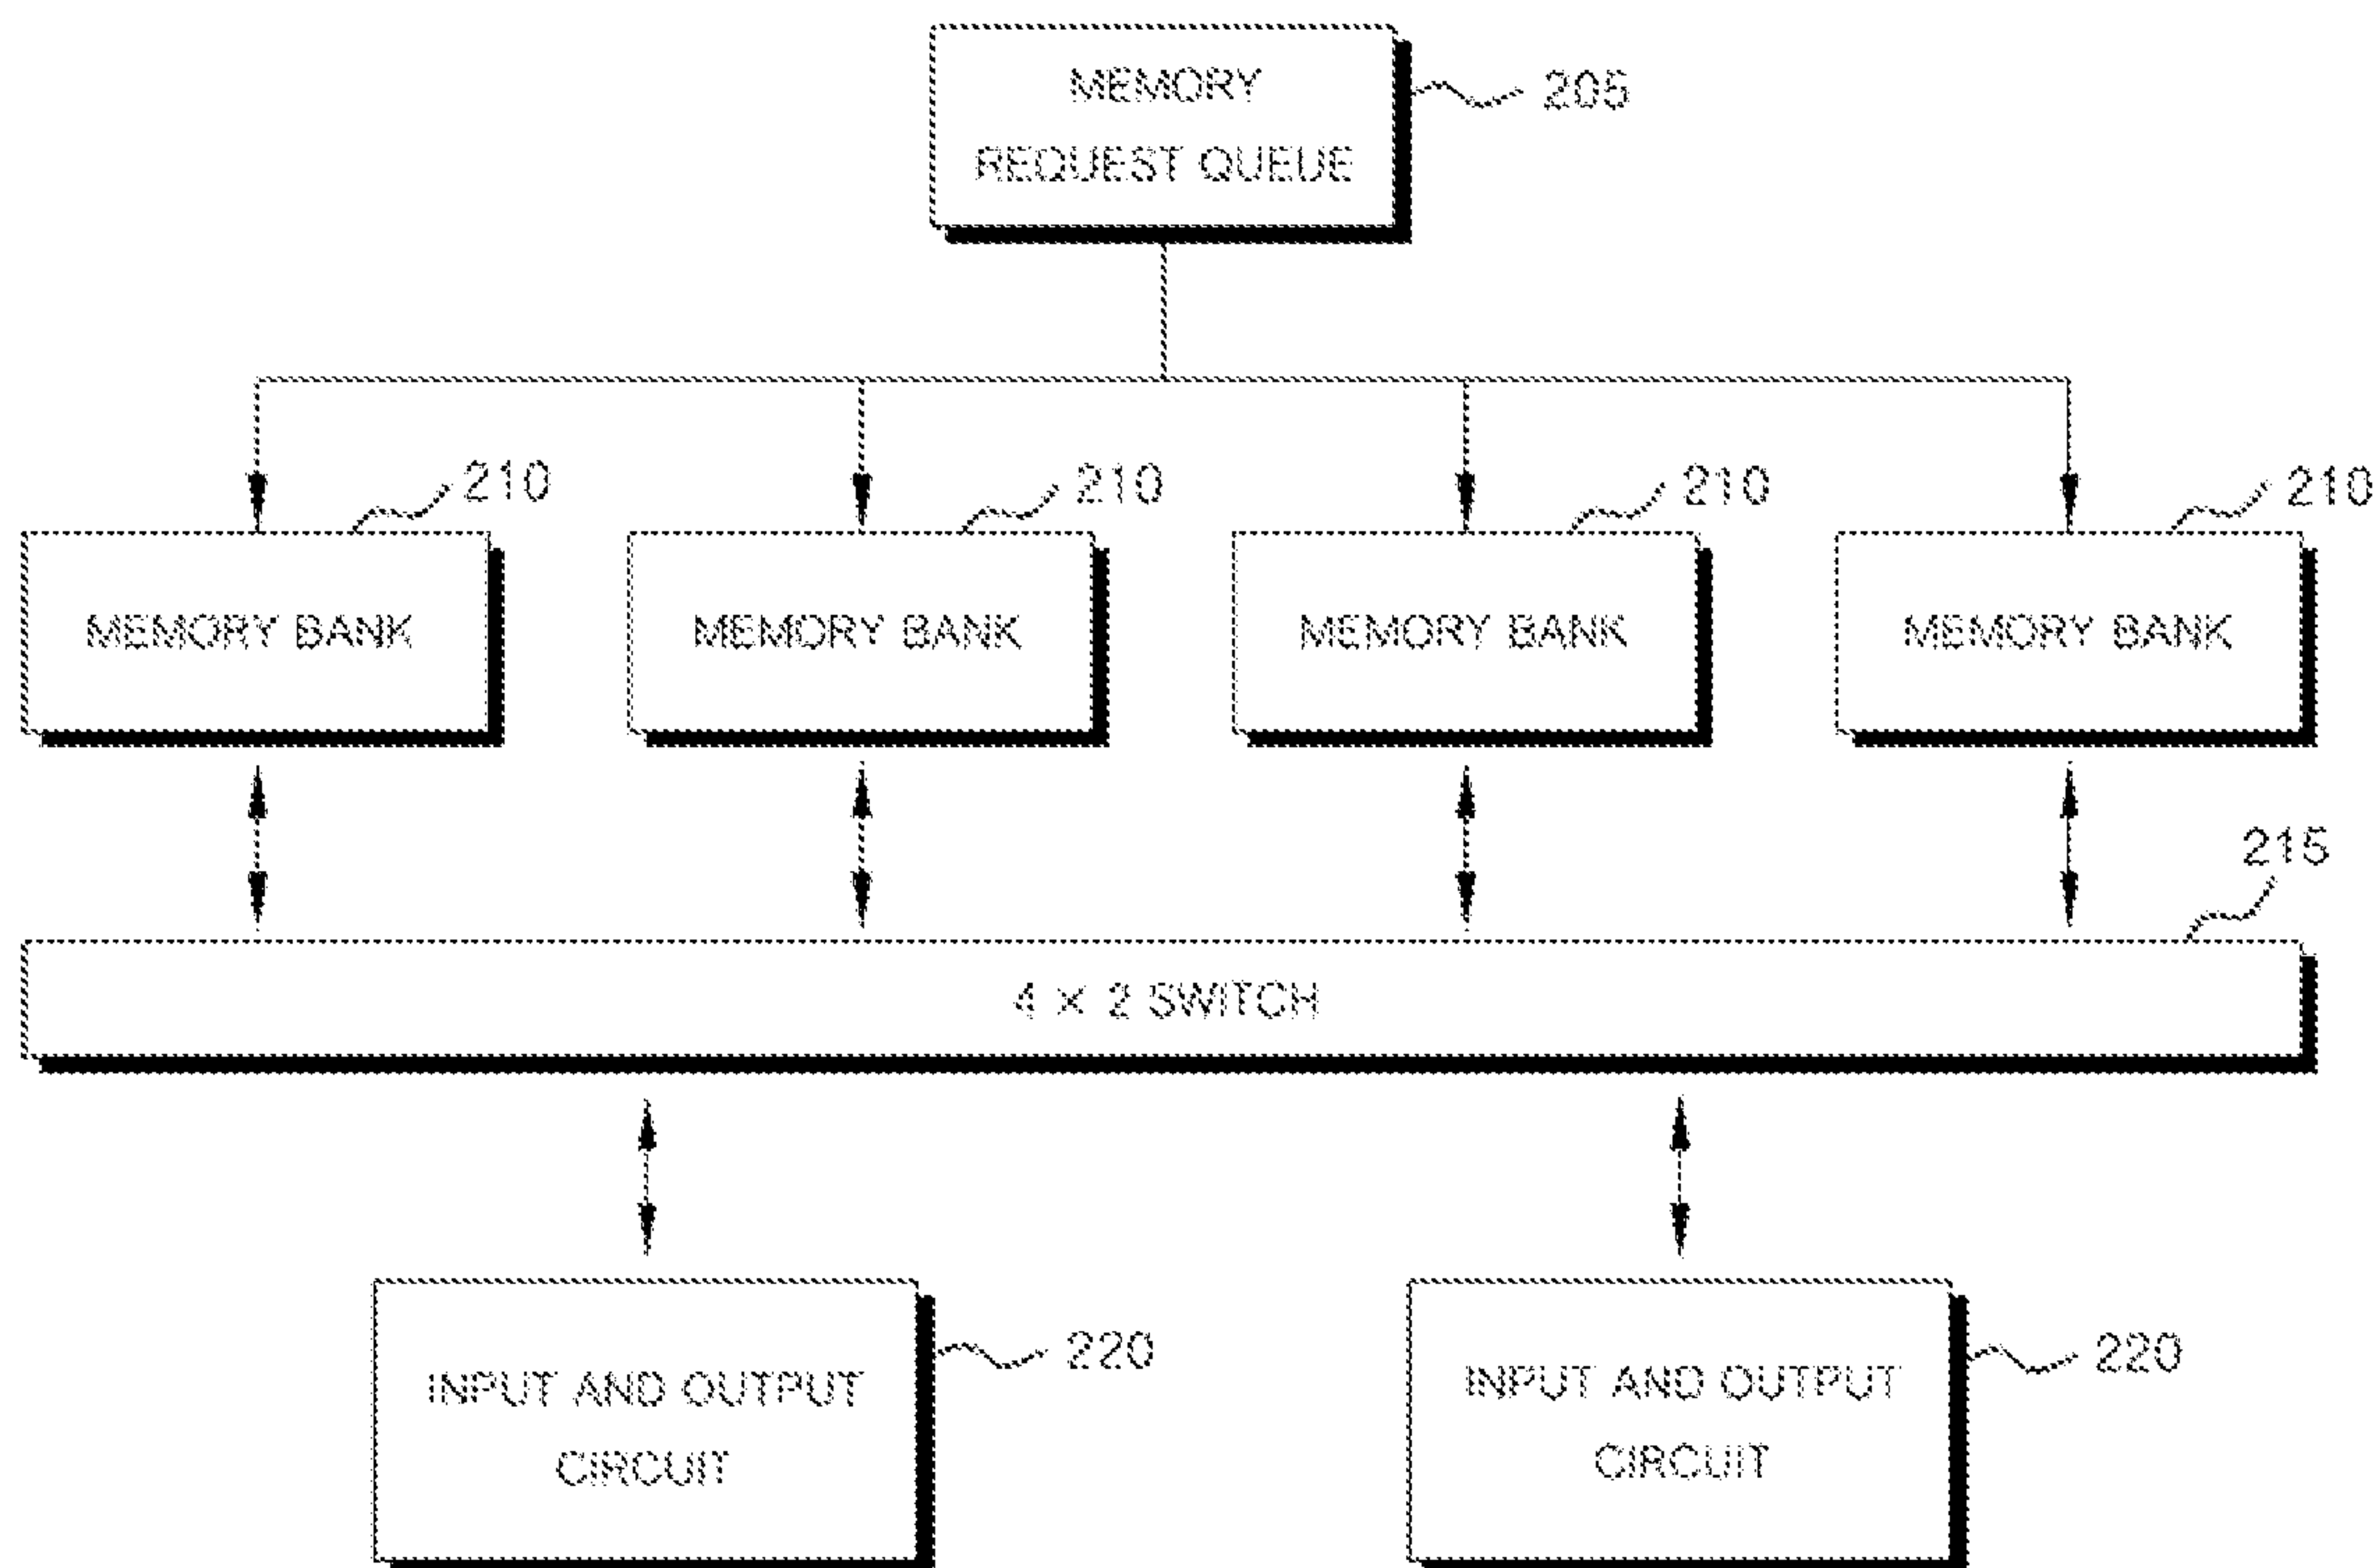 MEMORY
REQUEST QUEUE
205
210
210
210
210
MEMORY BANK
MEMORY BANK
MEMORY BANK
MEMORY BANK
215
4 × 2 SWITCH
INPUT AND OUTPUT
CIRCUIT
220
INPUT AND OUTPUT
CIRCUIT
220